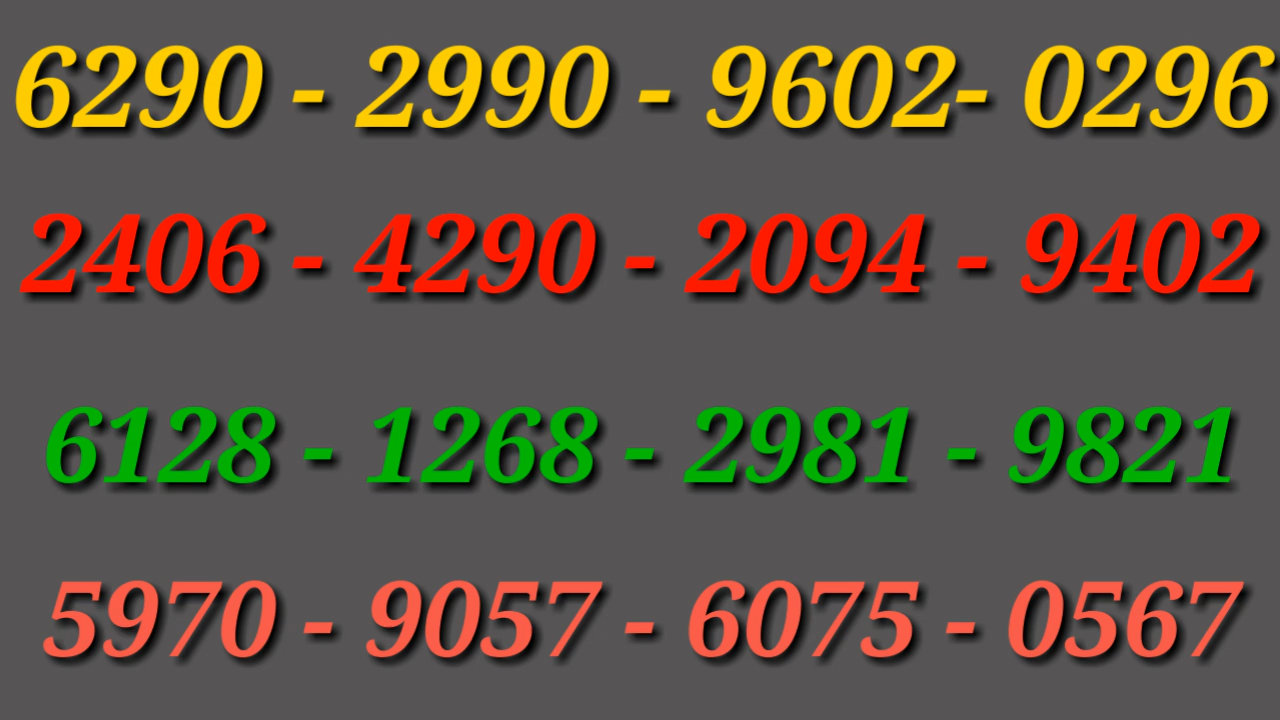 6290 - 2990 - 9602- 0296
2406 - 4290 - 2094 - 9402
6128 - 1268 - 2981 - 9821
5970 - 9057 - 6075 - 0567